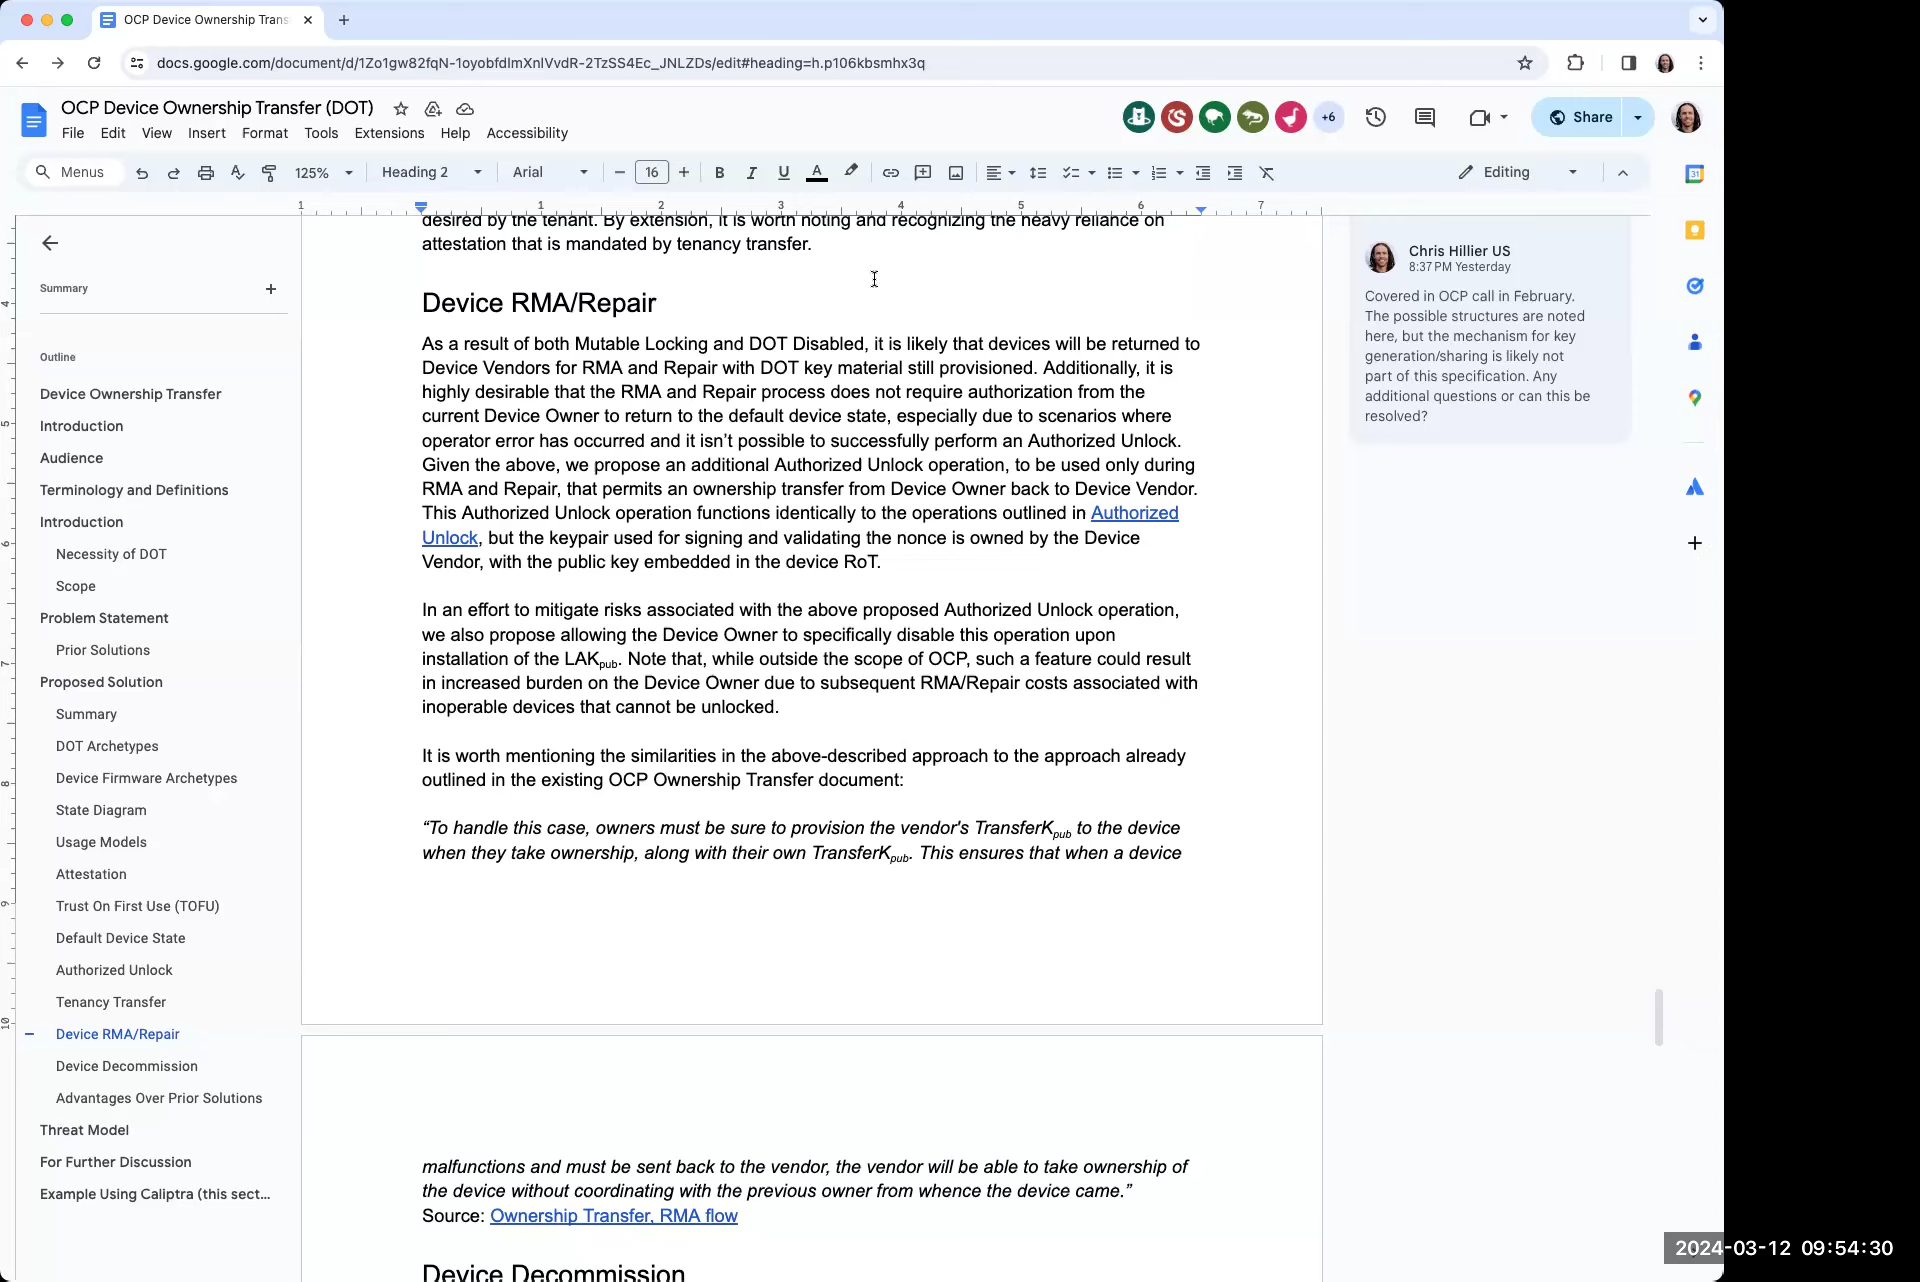 OCP Device Ownership Trans
docs.google.com/document/d/1Zo1gw82fqN-1oyobfdlmXnlVvdR-2TzSS4Ec_JNLZDs/edit#heading=h.p106kbsmhx3q
OCP Device Ownership Transfer (DOT)
File Edit View Insert Format Tools Extensions Help Accessibility
+6
Share
Menus
125%
Heading 2
Arial
16
Editing
1 1 2 3 4 5 6 7
Summary
Outline
Device Ownership Transfer
Introduction
Audience
Terminology and Definitions
Introduction
Necessity of DOT
Scope
Problem Statement
Prior Solutions
Proposed Solution
Summary
DOT Archetypes
Device Firmware Archetypes
State Diagram
Usage Models
Attestation
Trust On First Use (TOFU)
Default Device State
Authorized Unlock
Tenancy Transfer
Device RMA/Repair
Device Decommission
Advantages Over Prior Solutions
Threat Model
For Further Discussion
Example Using Caliptra (this sect...
4
5
6
7
8
9
10
desired by the tenant. By extension, it is worth noting and recognizing the heavy reliance on
attestation that is mandated by tenancy transfer.
Device RMA/Repair
As a result of both Mutable Locking and DOT Disabled, it is likely that devices will be returned to
Device Vendors for RMA and Repair with DOT key material still provisioned. Additionally, it is
highly desirable that the RMA and Repair process does not require authorization from the
current Device Owner to return to the default device state, especially due to scenarios where
operator error has occurred and it isn't possible to successfully perform an Authorized Unlock.
Given the above, we propose an additional Authorized Unlock operation, to be used only during
RMA and Repair, that permits an ownership transfer from Device Owner back to Device Vendor.
This Authorized Unlock operation functions identically to the operations outlined in Authorized
Unlock, but the keypair used for signing and validating the nonce is owned by the Device
Vendor, with the public key embedded in the device RoT.
In an effort to mitigate risks associated with the above proposed Authorized Unlock operation,
we also propose allowing the Device Owner to specifically disable this operation upon
installation of the LAKpub. Note that, while outside the scope of OCP, such a feature could result
in increased burden on the Device Owner due to subsequent RMA/Repair costs associated with
inoperable devices that cannot be unlocked.
It is worth mentioning the similarities in the above-described approach to the approach already
outlined in the existing OCP Ownership Transfer document:
“To handle this case, owners must be sure to provision the vendor's TransferKpub to the device
when they take ownership, along with their own TransferKpub. This ensures that when a device
malfunctions and must be sent back to the vendor, the vendor will be able to take ownership of
the device without coordinating with the previous owner from whence the device came.”
Source: Ownership Transfer, RMA flow
Device Decommission
Chris Hillier US
8:37 PM Yesterday
Covered in OCP call in February.
The possible structures are noted
here, but the mechanism for key
generation/sharing is likely not
part of this specification. Any
additional questions or can this be
resolved?
31
2024-03-12 09:54:30